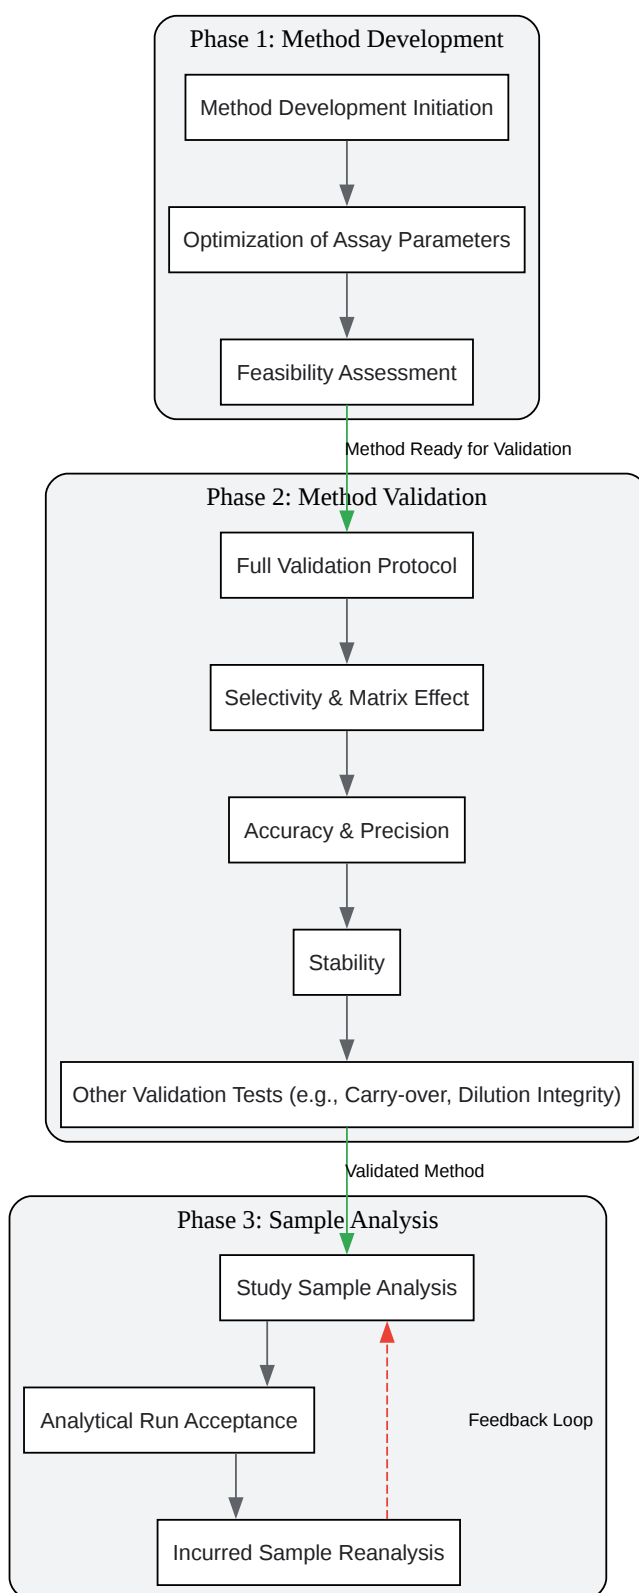 Phase 1: Method Development
Method Development Initiation
Optimization of Assay Parameters
Feasibility Assessment
Method Ready for Validation
Phase 2: Method Validation
Full Validation Protocol
Selectivity & Matrix Effect
Accuracy & Precision
Stability
Other Validation Tests (e.g., Carry-over, Dilution Integrity)
Validated Method
Phase 3: Sample Analysis
Study Sample Analysis
Analytical Run Acceptance
Feedback Loop
Incurred Sample Reanalysis